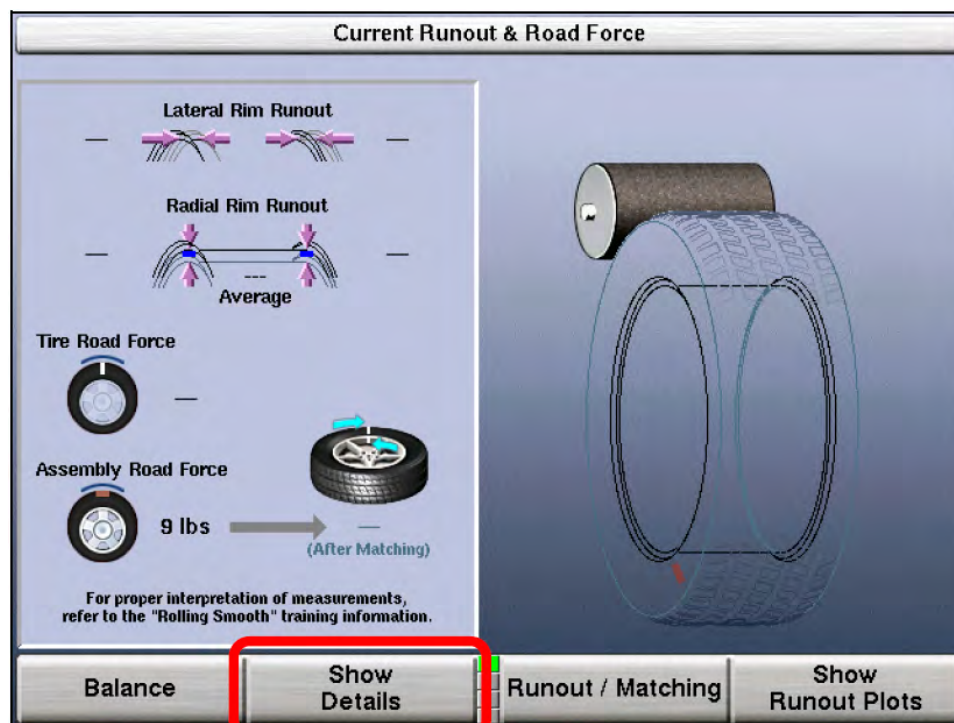 Current Runout & Road Force
Lateral Rim Runout
— —
Radial Rim Runout
— —
---
Average
Tire Road Force
—
Assembly Road Force
9 lbs —
(After Matching)
For proper interpretation of measurements,
refer to the "Rolling Smooth" training information.
Balance
Show
Details
Runout / Matching
Show
Runout Plots